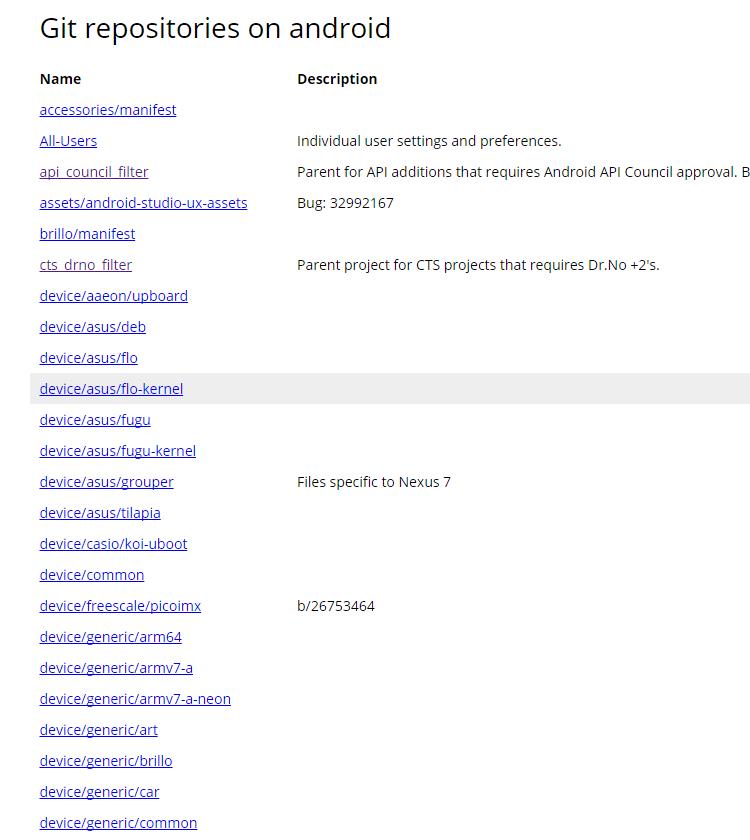 Git repositories on android
Name Description
accessories/manifest
All-Users Individual user settings and preferences.
api_council_filter Parent for API additions that requires Android API Council approval. B
assets/android-studio-ux-assets Bug: 32992167
brillo/manifest
cts_drno_filter Parent project for CTS projects that requires Dr.No +2's.
device/aaeon/upboard
device/asus/deb
device/asus/flo
device/asus/flo-kernel
device/asus/fugu
device/asus/fugu-kernel
device/asus/grouper Files specific to Nexus 7
device/asus/tilapia
device/casio/koi-uboot
device/common
device/freescale/picoimx b/26753464
device/generic/arm64
device/generic/armv7-a
device/generic/armv7-a-neon
device/generic/art
device/generic/brillo
device/generic/car
device/generic/common